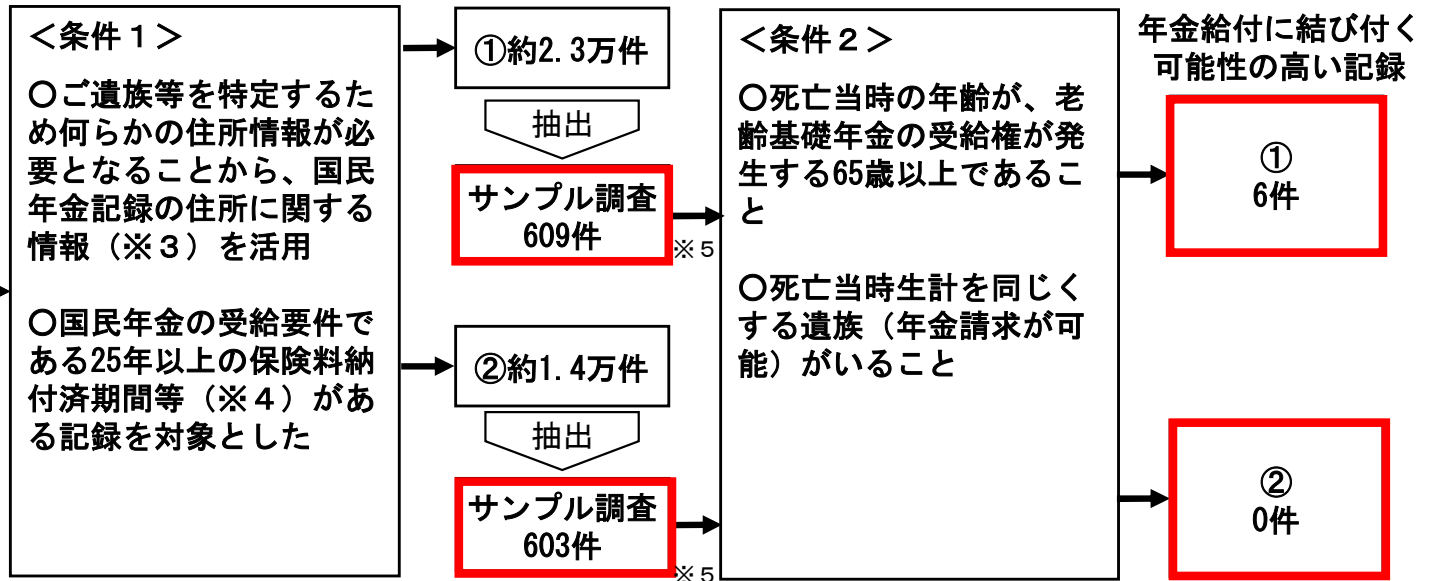 ＜条件１＞
〇ご遺族等を特定するた
め何らかの住所情報が必
要となることから、国民
年金記録の住所に関する
情報（※３）を活用
〇国民年金の受給要件で
ある25年以上の保険料納
付済期間等（※４）があ
る記録を対象とした
①約2.3万件
抽出
サンプル調査
609件
※５
②約1.4万件
抽出
サンプル調査
603件
※５
＜条件２＞
〇死亡当時の年齢が、老
齢基礎年金の受給権が発
生する65歳以上であるこ
と
〇死亡当時生計を同じく
する遺族（年金請求が可
能）がいること
年金給付に結び付く
可能性の高い記録
①
6件
②
0件